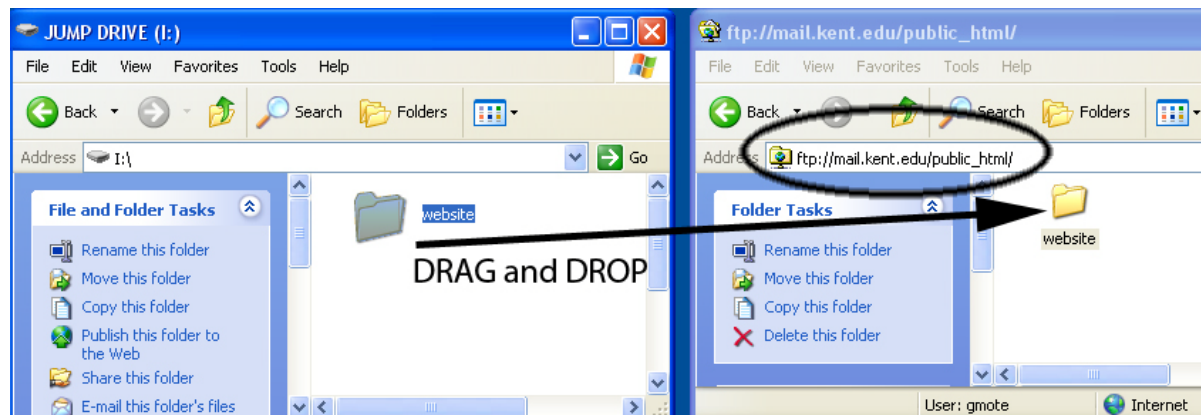 JUMP DRIVE (I:)
File Edit View Favorites Tools Help
Back Search Folders
Address I:\ Go
File and Folder Tasks
Rename this folder
Move this folder
Copy this folder
Publish this folder to
the Web
Share this folder
E-mail this folder's files
website
DRAG and DROP
ftp://mail.kent.edu/public_html/
File Edit View Favorites Tools Help
Back Search Folders
Address ftp://mail.kent.edu/public_html/
Folder Tasks
Rename this folder
Move this folder
Copy this folder
Delete this folder
website
User: gmote Internet